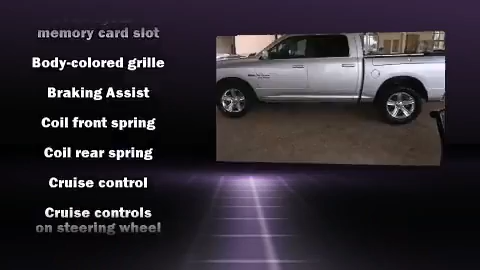 memory card slot
Body-colored grille
Braking Assist
Coil front spring
Coil rear spring
Cruise control
Cruise controls
on steering wheel